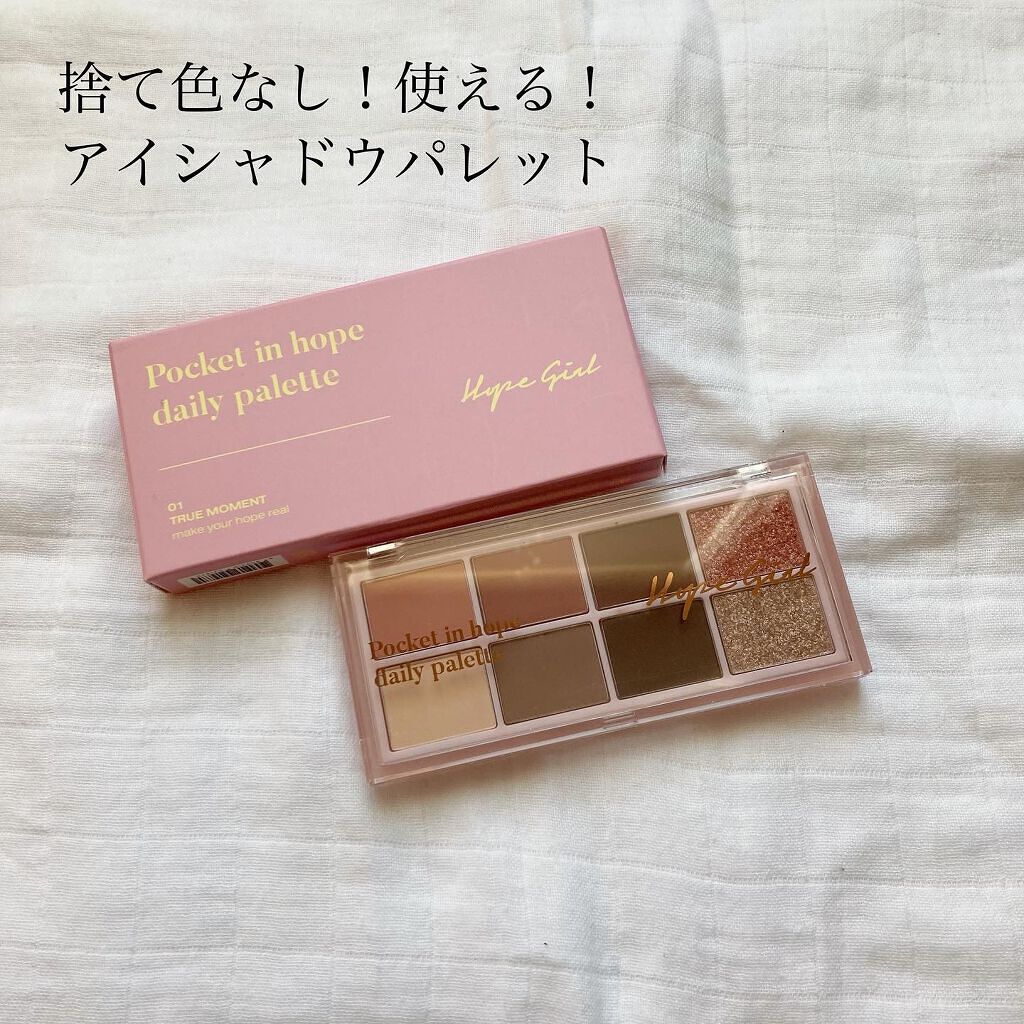 捨て色なし！使える！
アイシャドウパレット
Pocket in hope
daily palette
Hope Girl
01
TRUE MOMENT
make your hope real
Hope Girl
Pocket in hope
daily palette